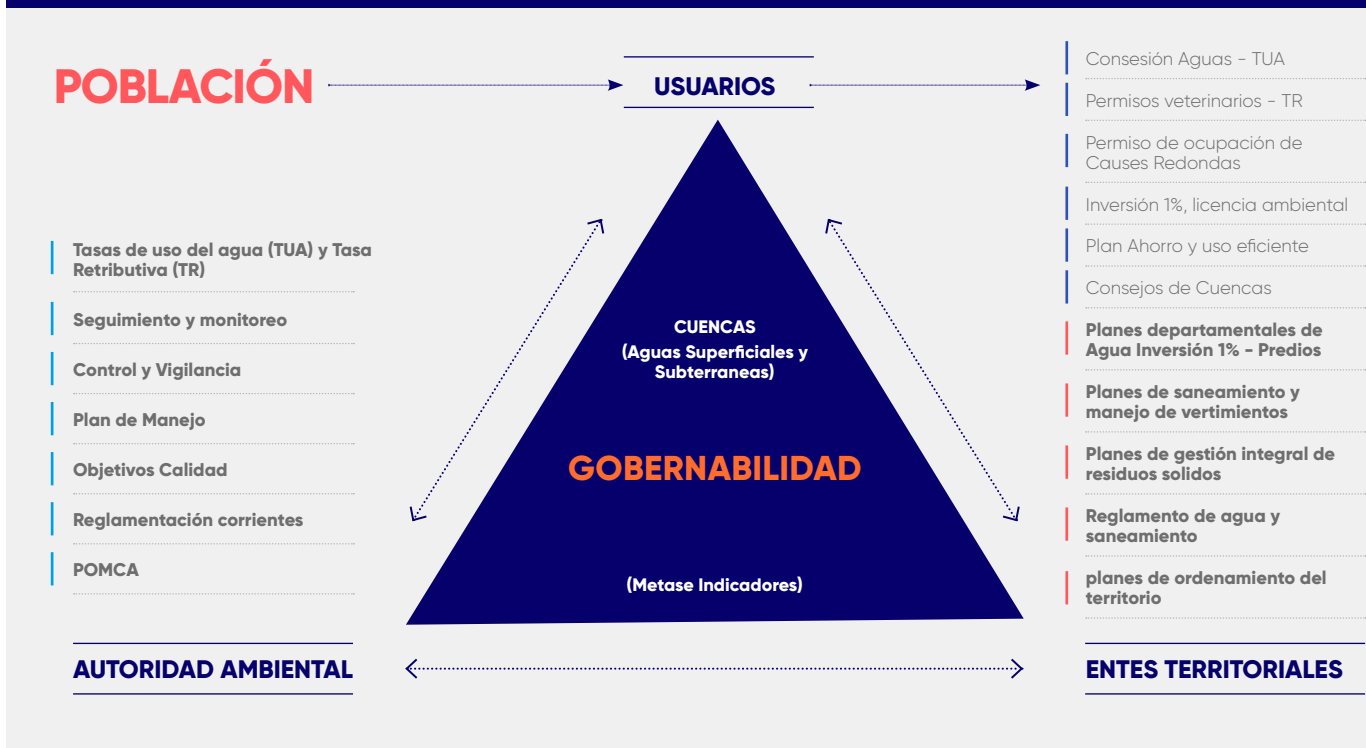 POBLACIÓN
USUARIOS
Consesión Aguas - TUA
Permisos veterinarios - TR
Permiso de ocupación de
Causes Redondas
Inversión 1%, licencia ambiental
Plan Ahorro y uso eficiente
Consejos de Cuencas
Planes departamentales de
Agua Inversión 1% - Predios
Planes de saneamiento y
manejo de vertimientos
Planes de gestión integral de
residuos solidos
Reglamento de agua y
saneamiento
planes de ordenamiento del
territorio
ENTES TERRITORIALES
Tasas de uso del agua (TUA) y Tasa
Retributiva (TR)
Seguimiento y monitoreo
Control y Vigilancia
Plan de Manejo
Objetivos Calidad
Reglamentación corrientes
POMCA
AUTORIDAD AMBIENTAL
CUENCAS
(Aguas Superficiales y
Subterraneas)
GOBERNABILIDAD
(Metase Indicadores)